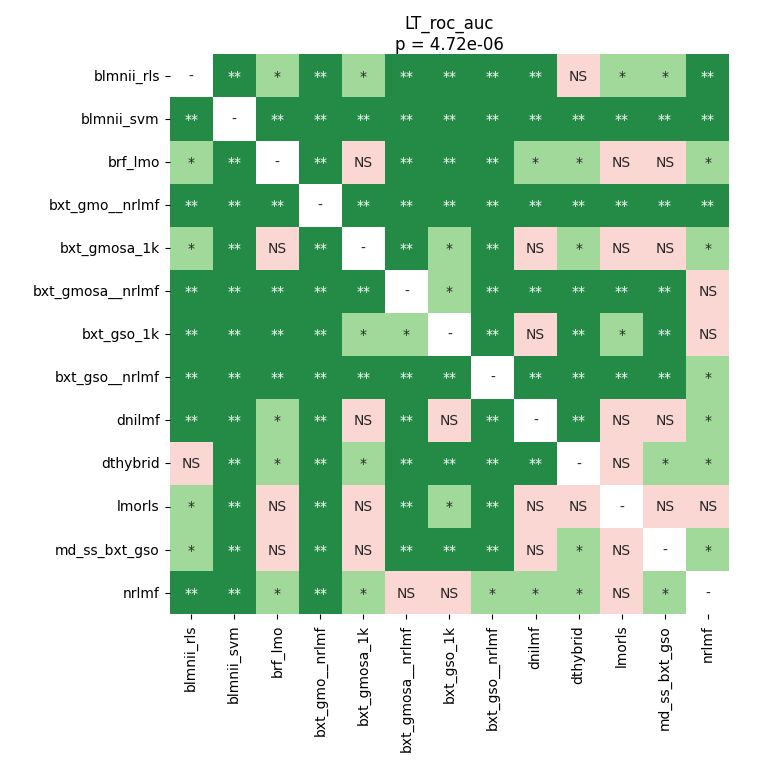 LT_roc_auc
p = 4.72e-06
blmnii_rls - ** * ** * ** ** ** ** NS * * **
blmnii_svm ** - ** ** ** ** ** ** ** ** ** ** **
brf_lmo * ** - ** NS ** ** ** * * NS NS *
bxt_gmo__nrlmf ** ** ** - ** ** ** ** ** ** ** ** **
bxt_gmosa_1k * ** NS ** - ** * ** NS * NS NS *
bxt_gmosa__nrlmf ** ** ** ** ** - * ** ** ** ** ** NS
bxt_gso_1k ** ** ** ** * * - ** NS ** * ** NS
bxt_gso__nrlmf ** ** ** ** ** ** ** - ** ** ** ** *
dnilmf ** ** * ** NS ** NS ** - ** NS NS *
dthybrid NS ** * ** * ** ** ** ** - NS * *
lmorls * ** NS ** NS ** * ** NS NS - NS NS
md_ss_bxt_gso * ** NS ** NS ** ** ** NS * NS - *
nrlmf ** ** * ** * NS NS * * * NS * -
blmnii_rls
blmnii_svm
brf_lmo
bxt_gmo__nrlmf
bxt_gmosa_1k
bxt_gmosa__nrlmf
bxt_gso_1k
bxt_gso__nrlmf
dnilmf
dthybrid
lmorls
md_ss_bxt_gso
nrlmf